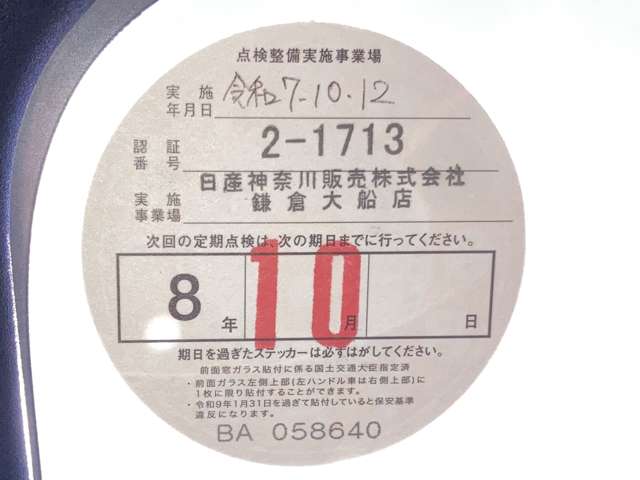 点検整備実施事業場
実施年月日 令和7.10.12
認証番号 2-1713
日産神奈川販売株式会社
実施事業場 鎌倉大船店
次回の定期点検は、次の期日までに行ってください。
8年 10月 日
期日を過ぎたステッカーは必ずはがしてください。
前面窓ガラス貼付に係る国土交通大臣指定済
・前面ガラス左側上部(左ハンドル車は右側上部)に
1枚に限り貼付することができます。
・令和9年1月31日を過ぎて貼付していると保安基準
違反になります。
BA 058640